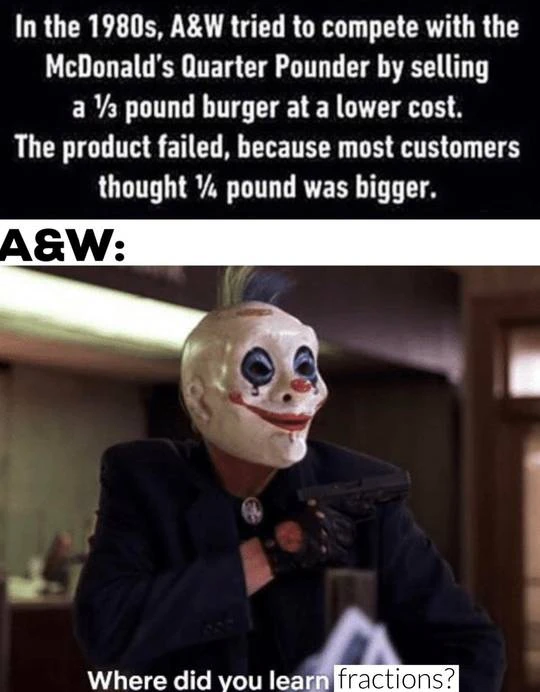 In the 1980s, A&W tried to compete with the
McDonald's Quarter Pounder by selling
a ⅓ pound burger at a lower cost.
The product failed, because most customers
thought ¼ pound was bigger.
A&W:
Where did you learn fractions?